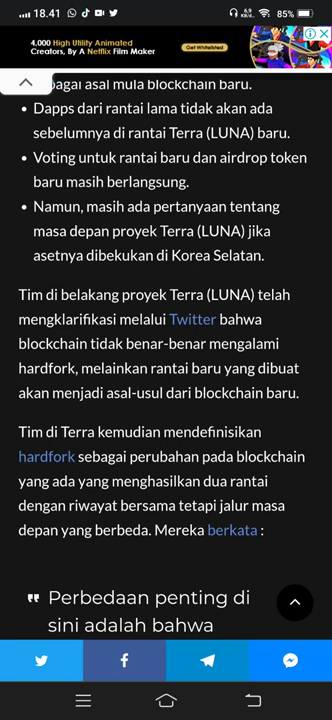 18.41
6,9
KB/d..
85%
4,000 High Utility Animated
Creators, By A Netflix Film Maker
Get Whitelisted
bagai asal mula blockchain baru.
• Dapps dari rantai lama tidak akan ada
sebelumnya di rantai Terra (LUNA) baru.
• Voting untuk rantai baru dan airdrop token
baru masih berlangsung.
• Namun, masih ada pertanyaan tentang
masa depan proyek Terra (LUNA) jika
asetnya dibekukan di Korea Selatan.
Tim di belakang proyek Terra (LUNA) telah
mengklarifikasi melalui Twitter bahwa
blockchain tidak benar-benar mengalami
hardfork, melainkan rantai baru yang dibuat
akan menjadi asal-usul dari blockchain baru.
Tim di Terra kemudian mendefinisikan
hardfork sebagai perubahan pada blockchain
yang ada yang menghasilkan dua rantai
dengan riwayat bersama tetapi jalur masa
depan yang berbeda. Mereka berkata :
" Perbedaan penting di
sini adalah bahwa